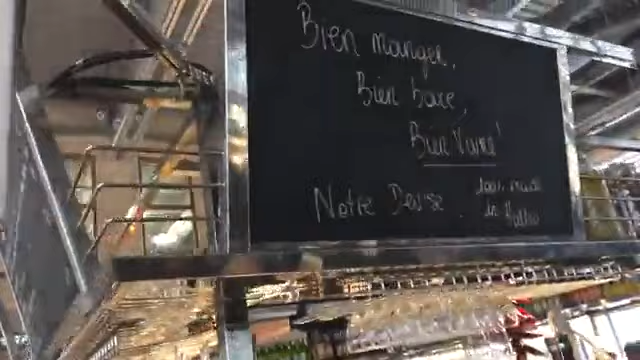 Bien manger,
Bien boire,
Bien Vivre!
Notre Devise.